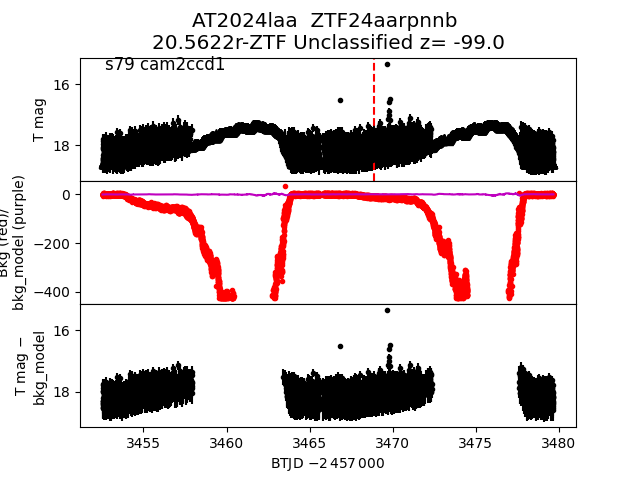 AT2024laa  ZTF24aarpnnb
20.5622r-ZTF Unclassified z= -99.0
s79 cam2ccd1
T mag
16
18
Bkg (red)/
bkg_model (purple)
0
−200
−400
T mag −
bkg_model
16
18
3455 3460 3465 3470 3475 3480
BTJD −2 457 000